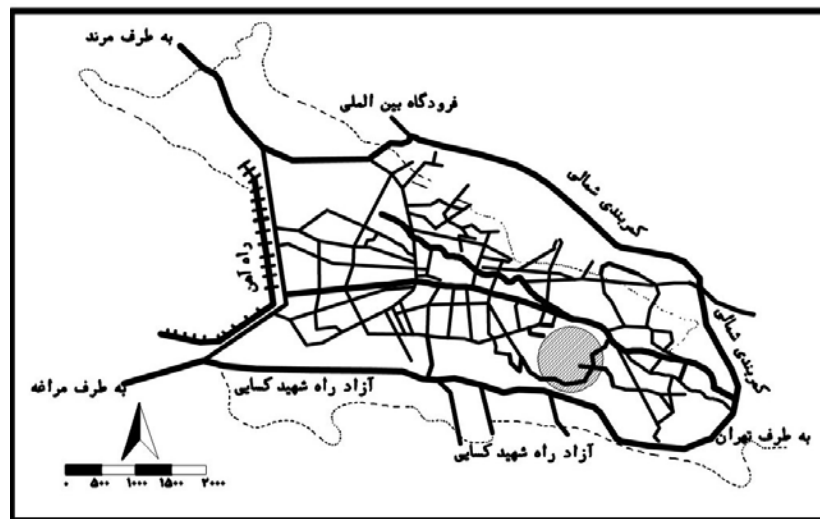 به طرف مرند
فرودگاه بین المللی
کمربندی شمالی
راه آهن
کمربندی شمالی
به طرف مراغه
آزاد راه شهید کسایی
آزاد راه شهید کسایی
به طرف تهران
۰ ۵۰۰ ۱۰۰۰ ۱۵۰۰ ۲۰۰۰